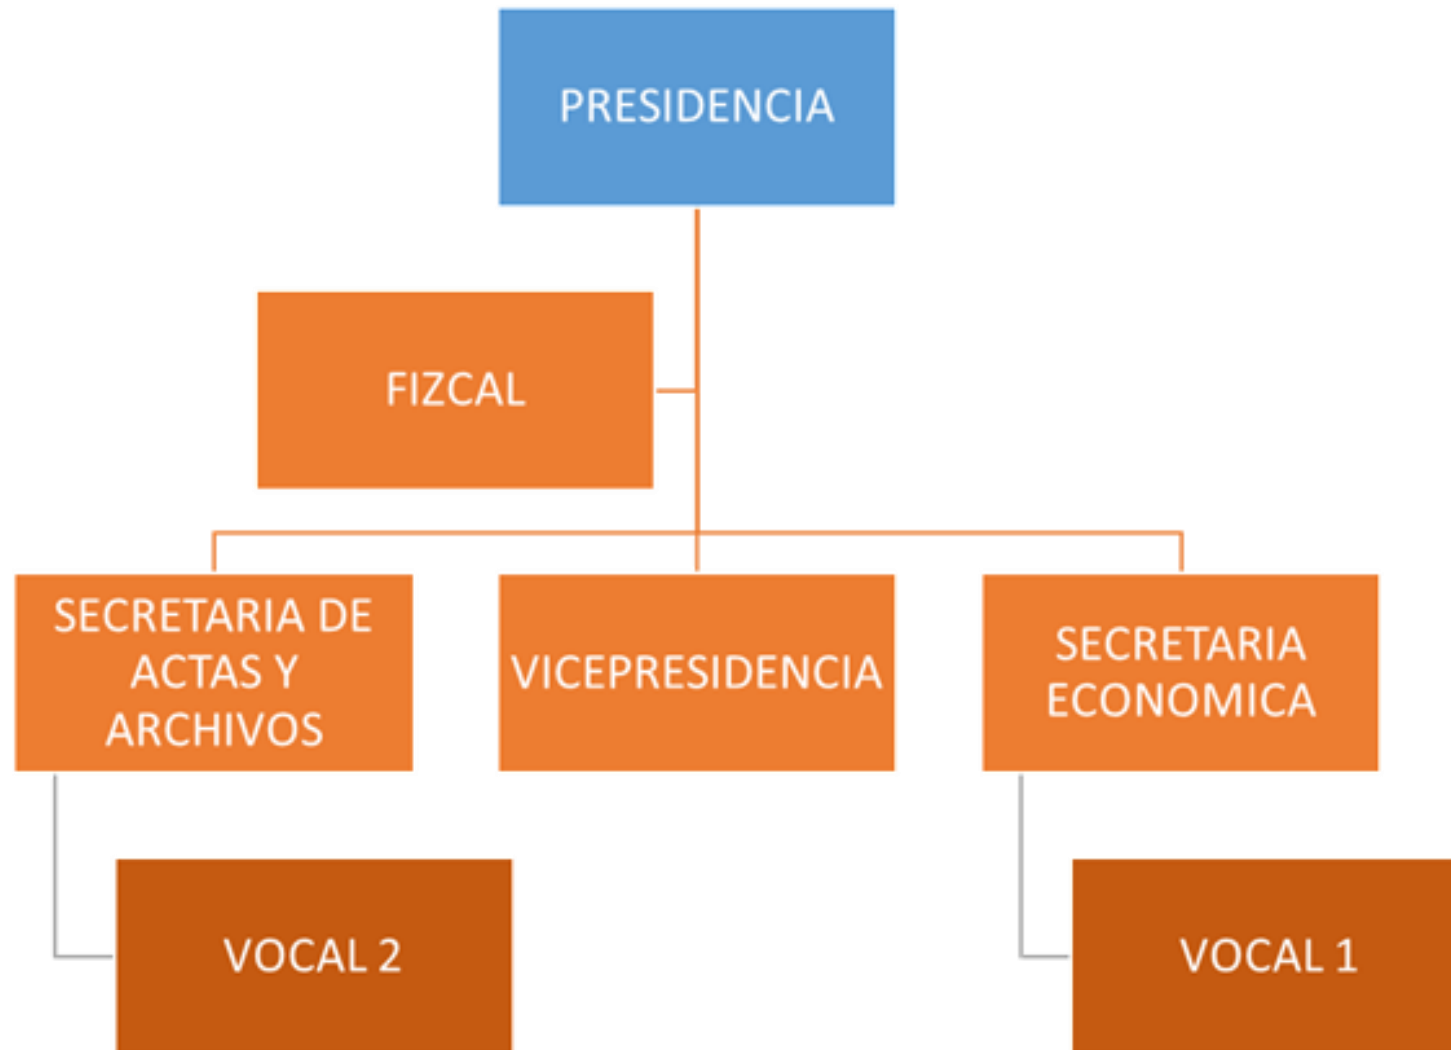 PRESIDENCIA
FIZCAL
SECRETARIA DE
ACTAS Y
ARCHIVOS
VICEPRESIDENCIA
SECRETARIA
ECONOMICA
VOCAL 2
VOCAL 1